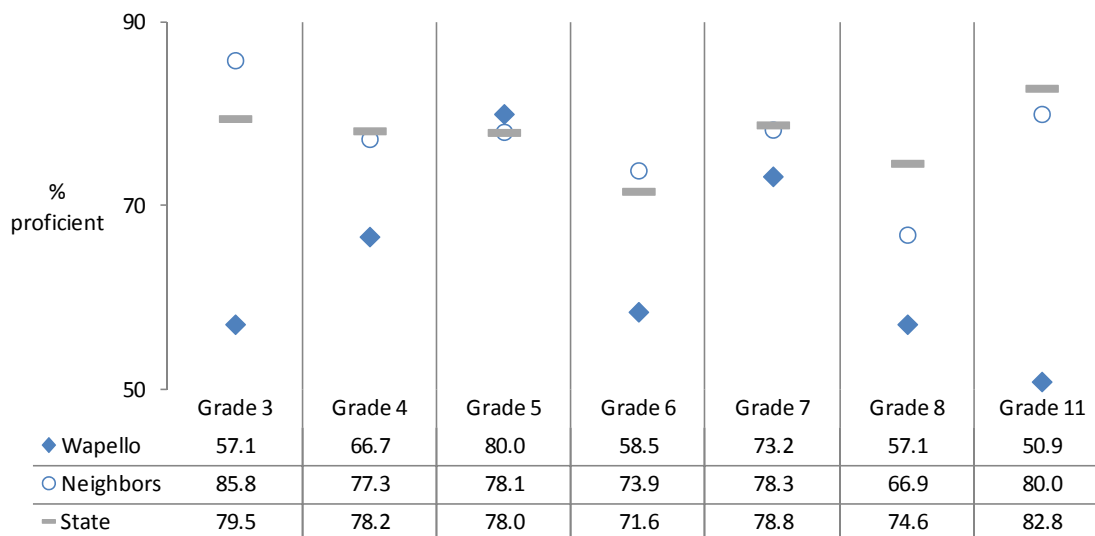 90
70
50
%
proficient
Grade 3 Grade 4 Grade 5 Grade 6 Grade 7 Grade 8 Grade 11
Wapello 57.1 66.7 80.0 58.5 73.2 57.1 50.9
Neighbors 85.8 77.3 78.1 73.9 78.3 66.9 80.0
State 79.5 78.2 78.0 71.6 78.8 74.6 82.8